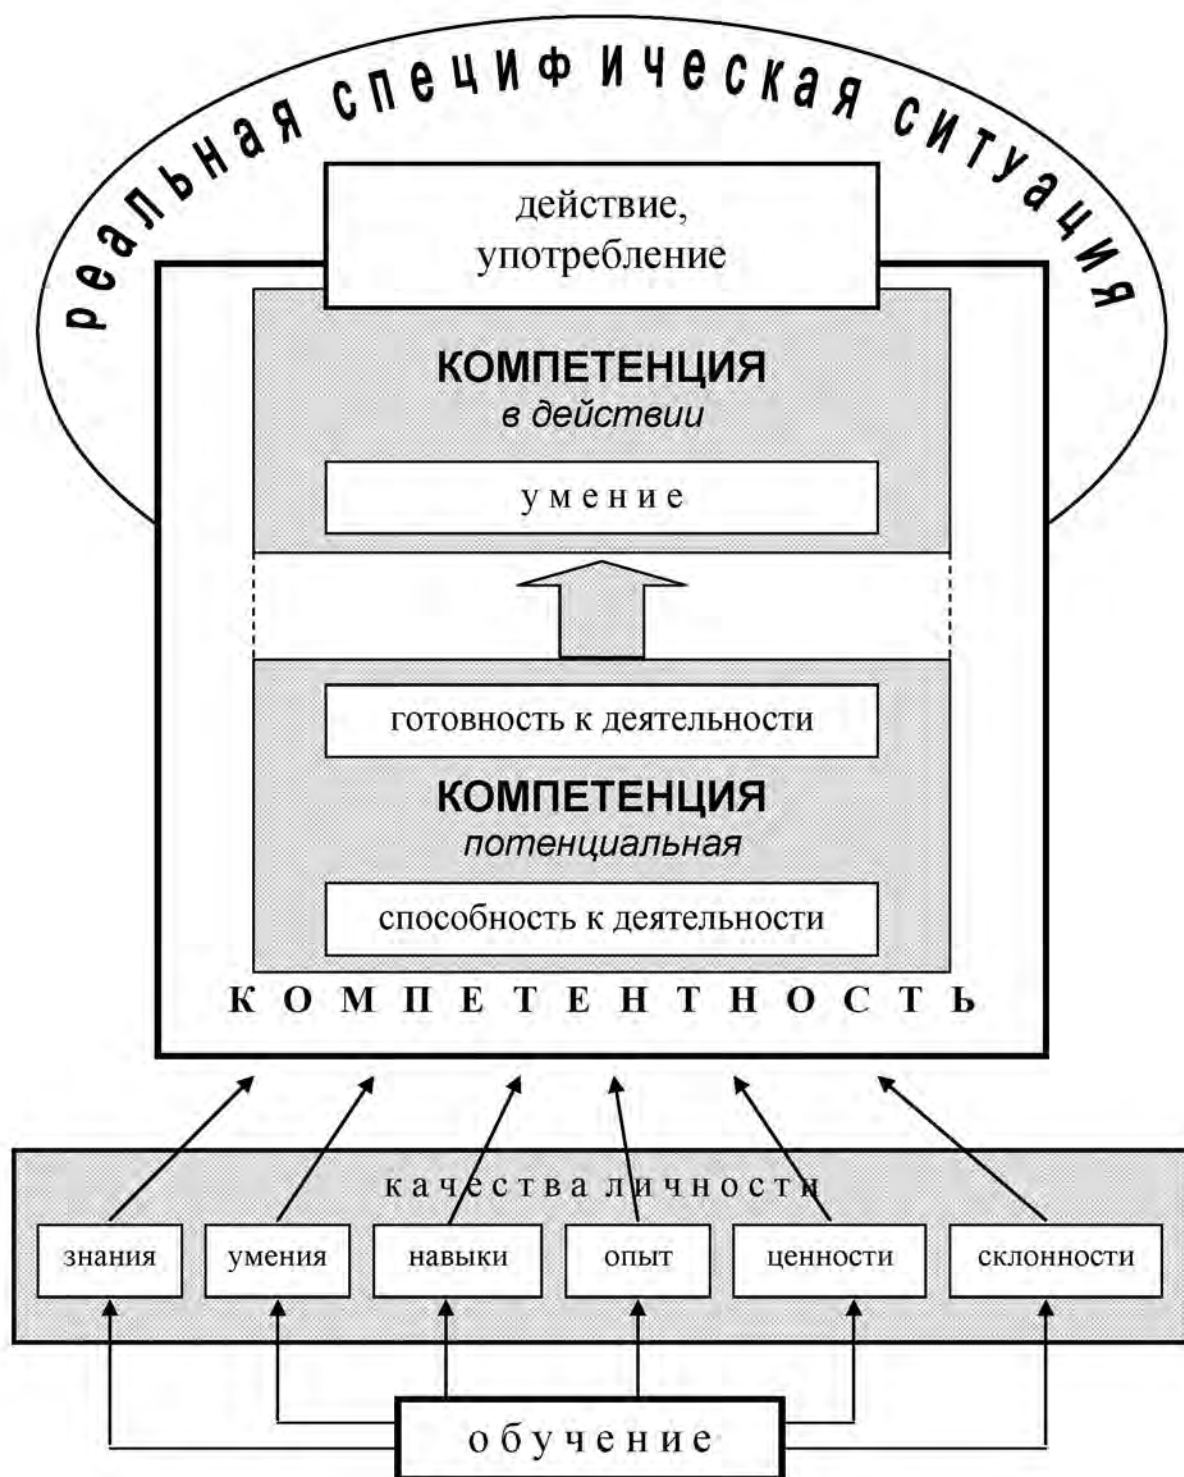 реальная специфическая ситуация
действие,
употребление
КОМПЕТЕНЦИЯ
в действии
умение
готовность к деятельности
КОМПЕТЕНЦИЯ
потенциальная
способность к деятельности
КОМПЕТЕНТНОСТЬ
качества личности
знания умения навыки опыт ценности склонности
обучение